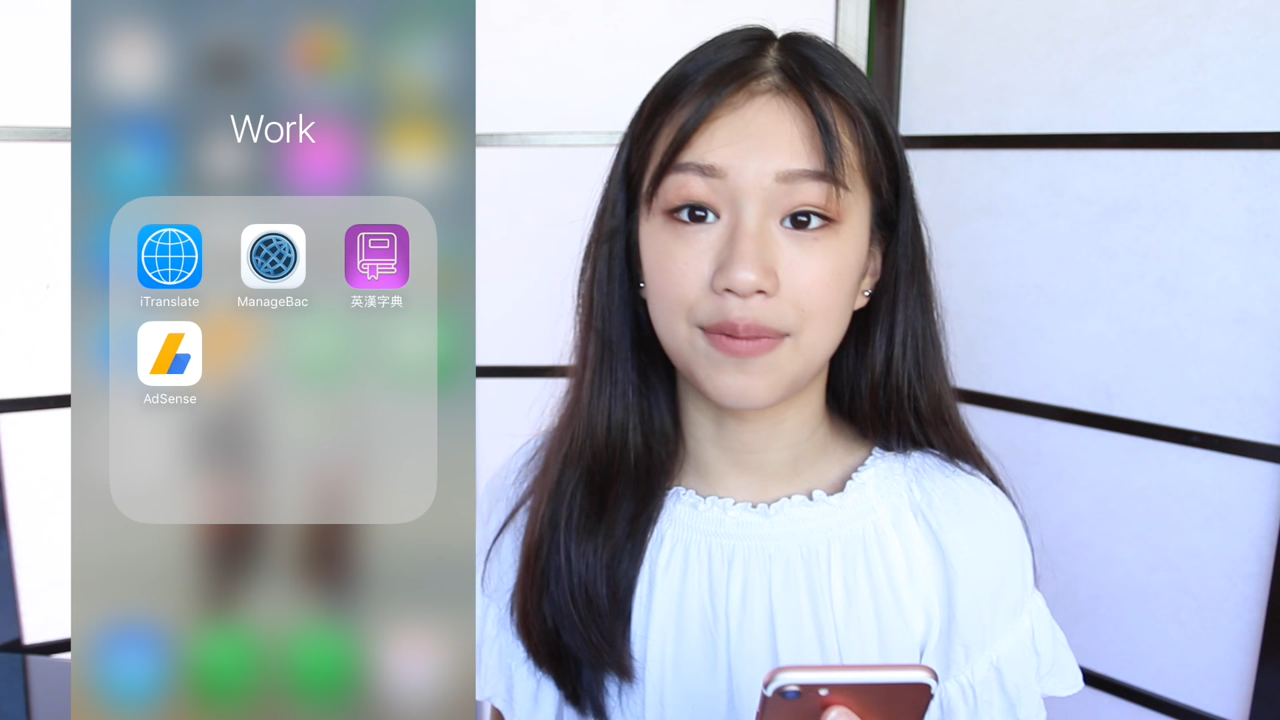 Work
iTranslate
ManageBac
英漢字典
AdSense